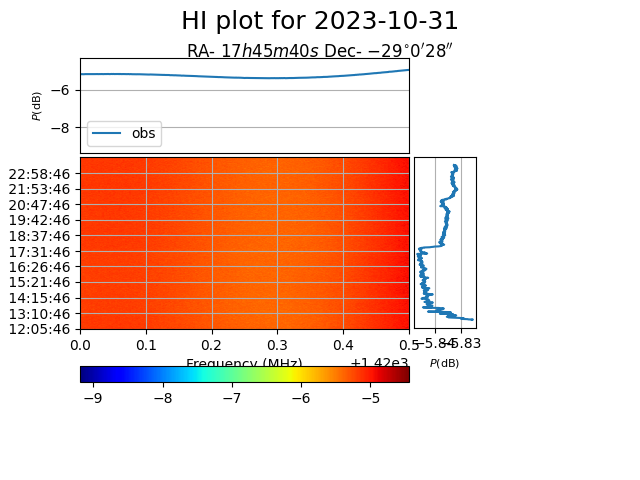 HI plot for 2023-10-31
RA- 17h45m40s Dec- −29°0′28″
P(dB)
−6
−8
obs
22:58:46
21:53:46
20:47:46
19:42:46
18:37:46
17:31:46
16:26:46
15:21:46
14:15:46
13:10:46
12:05:46
0.0 0.1 0.2 0.3 0.4 0.5
−5.84 −5.83
Frequency (MHz) +1.42e3
P(dB)
−9 −8 −7 −6 −5